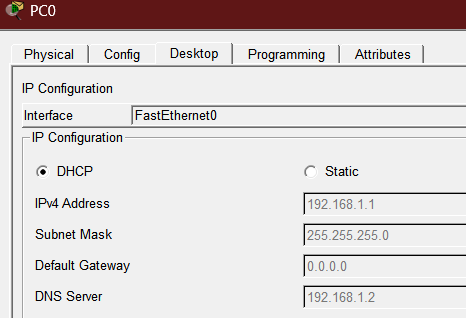 PC0
Physical Config Desktop Programming Attributes
IP Configuration
Interface FastEthernet0
IP Configuration
DHCP Static
IPv4 Address 192.168.1.1
Subnet Mask 255.255.255.0
Default Gateway 0.0.0.0
DNS Server 192.168.1.2